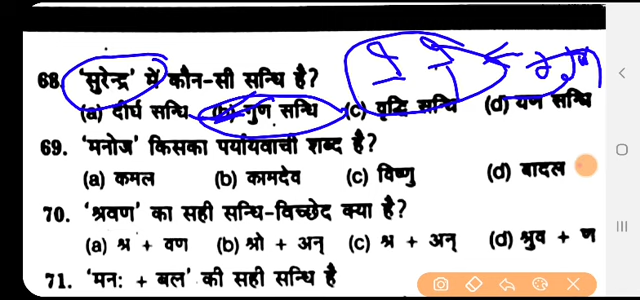 68. 'सुरेन्द्र' में कौन-सी सन्धि है?
(a) दीर्घ सन्धि (b) गुण सन्धि (c) वृद्धि सन्धि (d) यण सन्धि
69. 'मनोज' किसका पर्यायवाची शब्द है?
(a) कमल (b) कामदेव (c) विष्णु (d) बादल
70. 'श्रवण' का सही सन्धि-विच्छेद क्या है?
(a) श्र + वण (b) श्रो + अन् (c) श्र + अन् (d) श्रुव + ण
71. 'मन: + बल' की सही सन्धि है